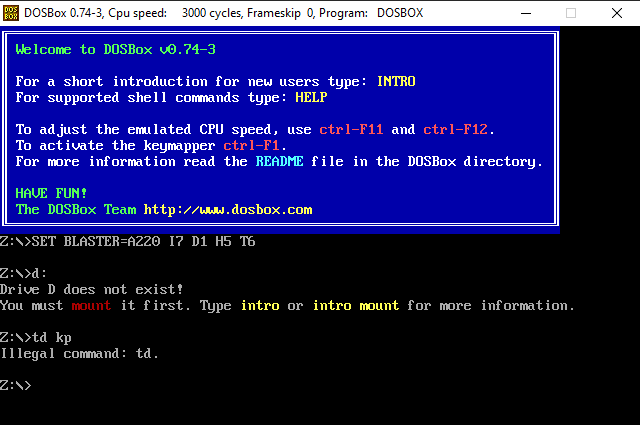 DOS
BOX
DOSBox 0.74-3, Cpu speed: 3000 cycles, Frameskip 0, Program: DOSBOX
Welcome to DOSBox v0.74-3
For a short introduction for new users type: INTRO
For supported shell commands type: HELP
To adjust the emulated CPU speed, use ctrl-F11 and ctrl-F12.
To activate the keymapper ctrl-F1.
For more information read the README file in the DOSBox directory.
HAVE FUN!
The DOSBox Team http://www.dosbox.com
Z:\>SET BLASTER=A220 I7 D1 H5 T6
Z:\>d:
Drive D does not exist!
You must mount it first. Type intro or intro mount for more information.
Z:\>td kp
Illegal command: td.
Z:\>